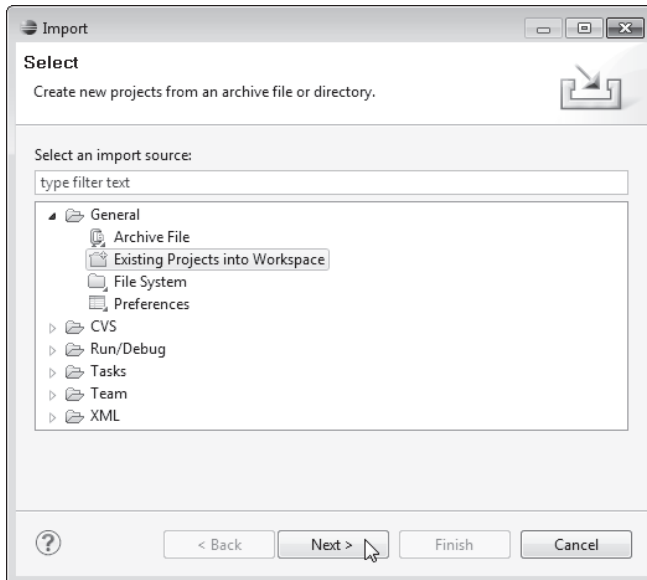 Import
Select
Create new projects from an archive file or directory.
Select an import source:
type filter text
General
Archive File
Existing Projects into Workspace
File System
Preferences
CVS
Run/Debug
Tasks
Team
XML
?
< Back
Next >
Finish
Cancel